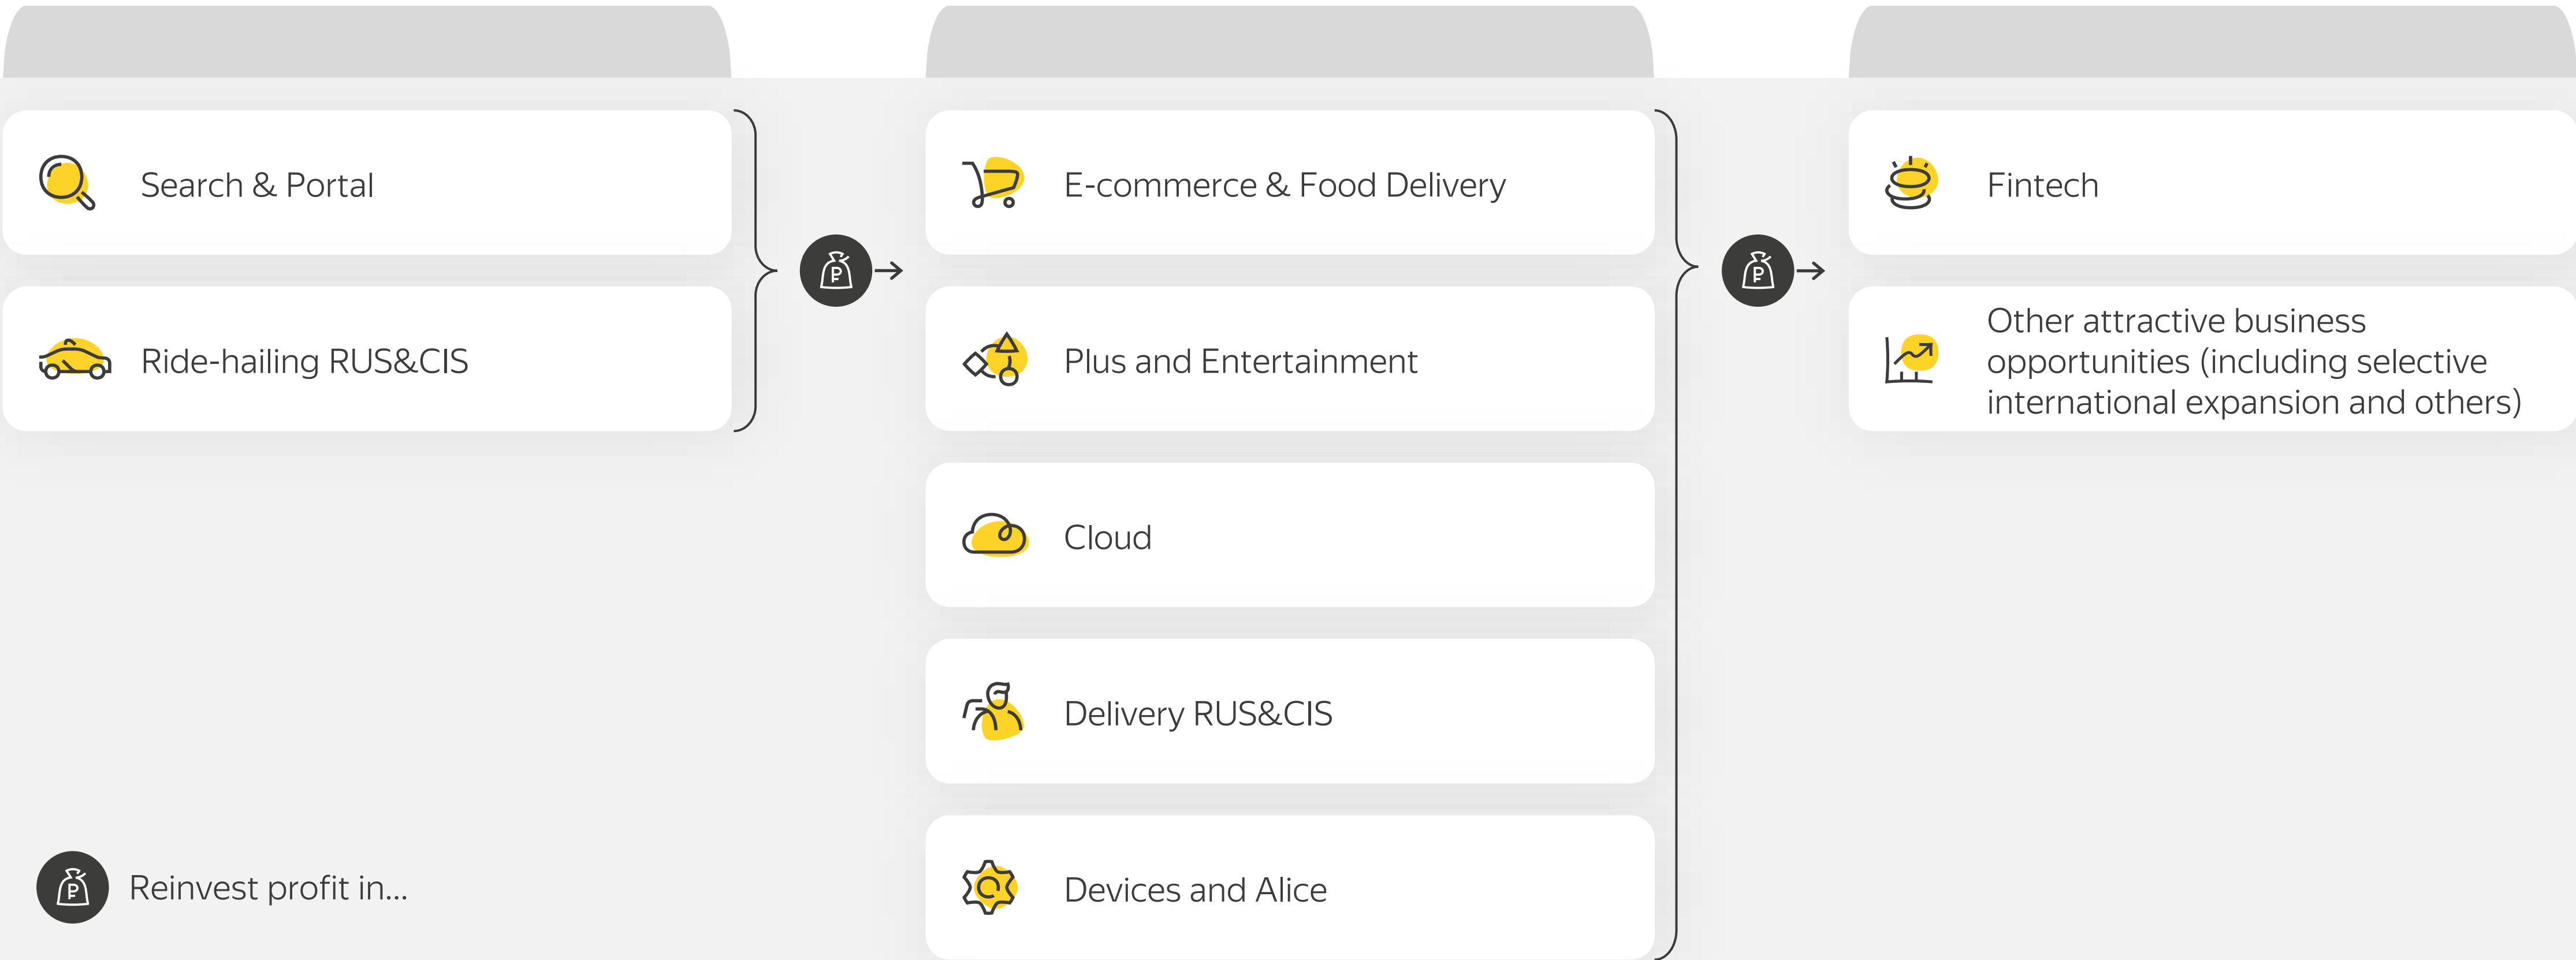 Search & Portal
Ride-hailing RUS&CIS
E-commerce & Food Delivery
Plus and Entertainment
Cloud
Delivery RUS&CIS
Devices and Alice
Fintech
Other attractive business
opportunities (including selective
international expansion and others)
Reinvest profit in...